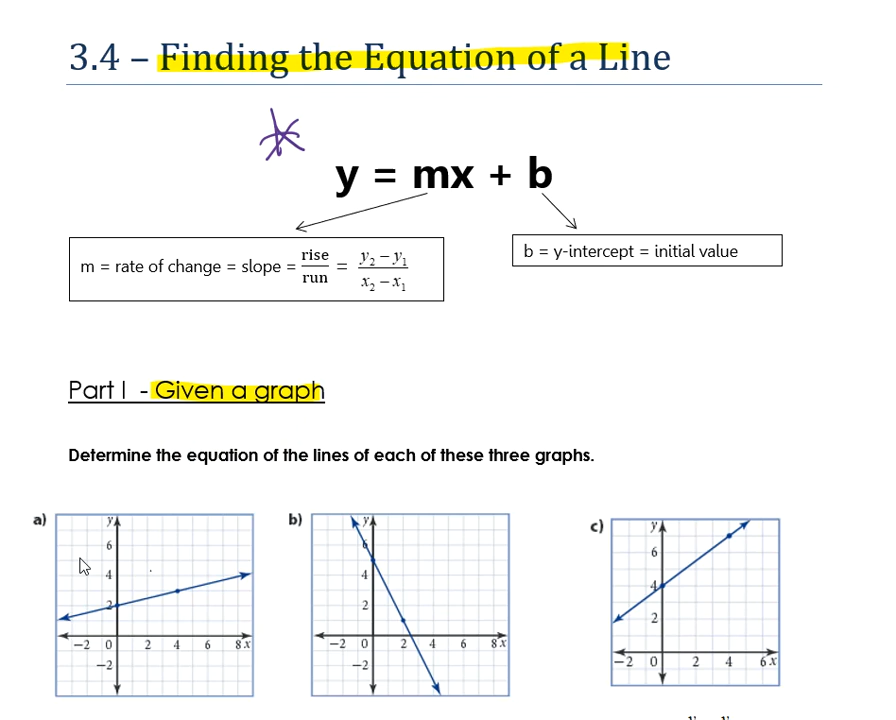 3.4 – Finding the Equation of a Line
y = mx + b
m = rate of change = slope = rise/run = y₂ − y₁/x₂ − x₁
b = y-intercept = initial value
Part I - Given a graph
Determine the equation of the lines of each of these three graphs.
a)
y
6
4
2
−2 0 2 4 6 8 x
−2
b)
y
6
4
2
−2 0 2 4 6 8 x
−2
c)
y
6
4
2
−2 0 2 4 6 x